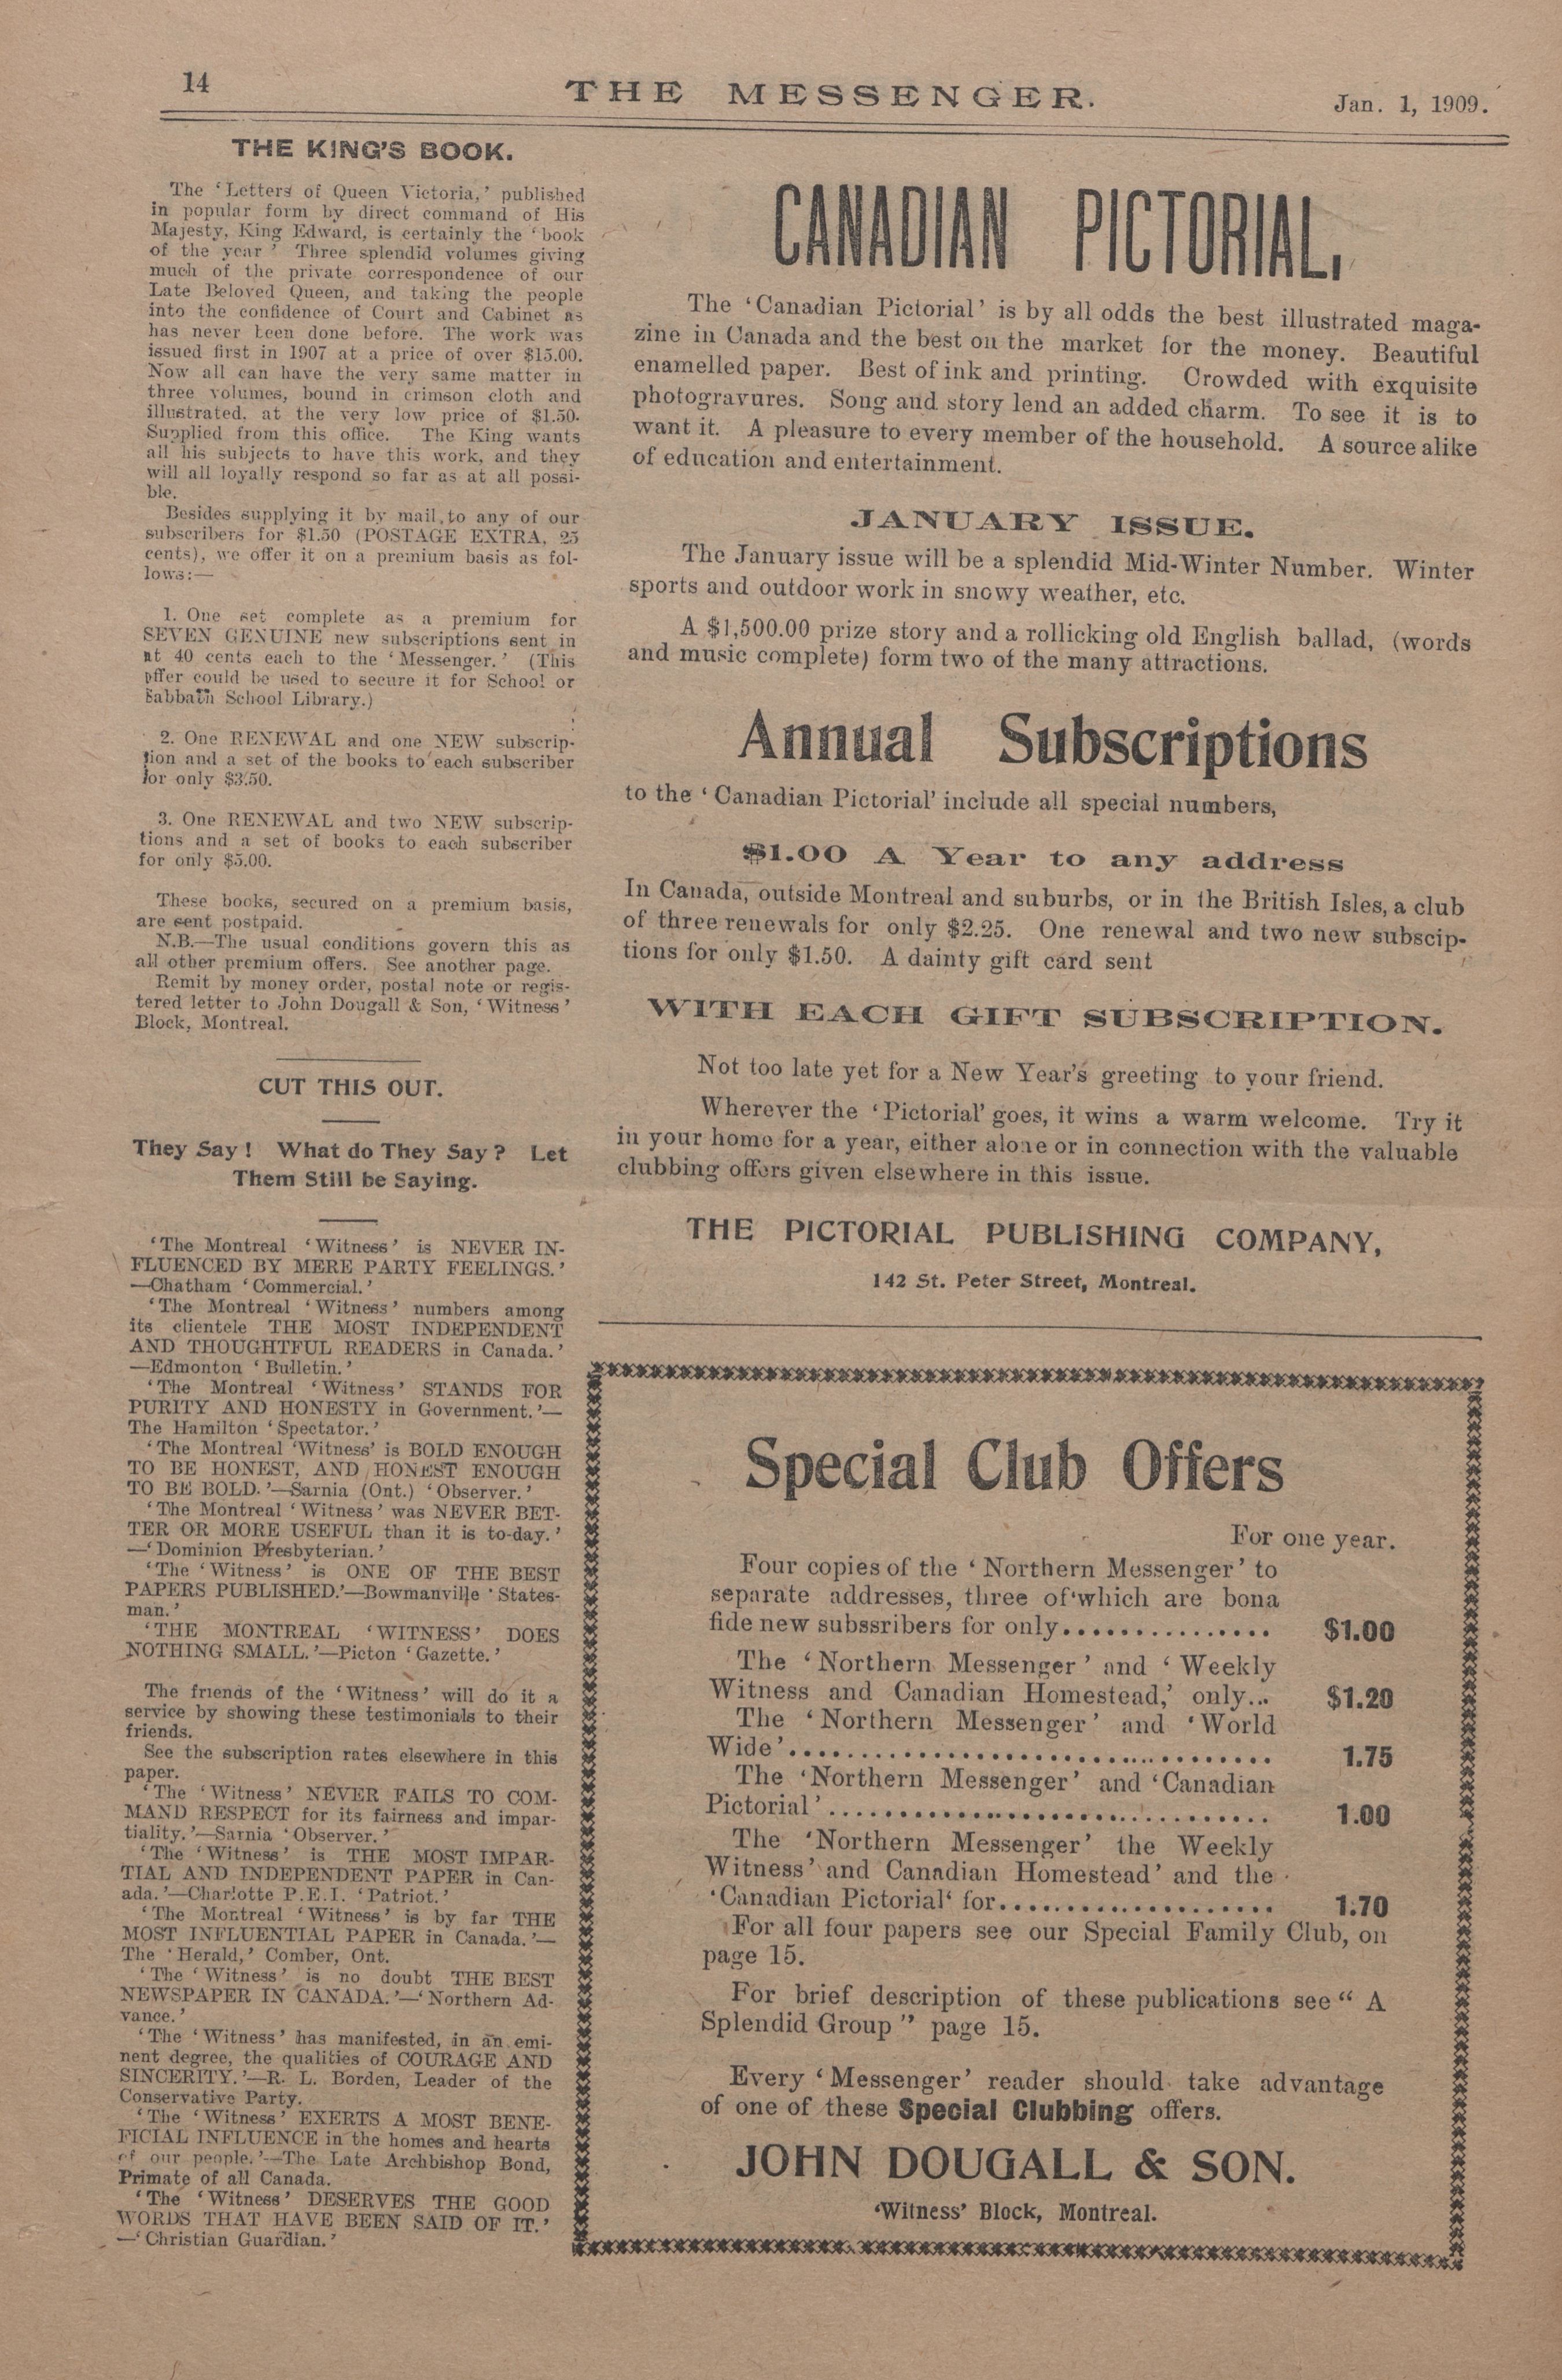 14
THE MESSENGER.
Jan. 1, 1909.
THE KING'S BOOK.
The 'Letters of Queen Victoria,' published
in popular form by direct command of His
Majesty, King Edward, is certainly the 'book
of the year' Three splendid volumes giving
much of the private correspondence of our
Late Beloved Queen, and taking the people
into the confidence of Court and Cabinet as
has never been done before. The work was
issued first in 1907 at a price of over $15.00.
Now all can have the very same matter in
three volumes, bound in crimson cloth and
illustrated, at the very low price of $1.50.
Supplied from this office. The King wants
all his subjects to have this work, and they
will all loyally respond so far as at all possi-
ble.
Besides supplying it by mail to any of our
subscribers for $1.50 (POSTAGE EXTRA, 25
cents), we offer it on a premium basis as fol-
lows:—
1. One set complete as a premium for
SEVEN GENUINE new subscriptions sent in
at 40 cents each to the 'Messenger.' (This
offer could be used to secure it for School or
Sabbath School Library.)
2. One RENEWAL and one NEW subscrip-
tion and a set of the books to each subscriber
for only $3.50.
3. One RENEWAL and two NEW subscrip-
tions and a set of books to each subscriber
for only $5.00.
These books, secured on a premium basis,
are sent postpaid.
N.B.—The usual conditions govern this as
all other premium offers. See another page.
Remit by money order, postal note or regis-
tered letter to John Dougall & Son, 'Witness'
Block, Montreal.
CUT THIS OUT.
They Say! What do They Say? Let
Them Still be Saying.
'The Montreal 'Witness' is NEVER IN-
FLUENCED BY MERE PARTY FEELINGS.'
—Chatham 'Commercial.'
'The Montreal 'Witness' numbers among
its clientele THE MOST INDEPENDENT
AND THOUGHTFUL READERS in Canada.'
—Edmonton 'Bulletin.'
'The Montreal 'Witness' STANDS FOR
PURITY AND HONESTY in Government.'—
The Hamilton 'Spectator.'
'The Montreal 'Witness' is BOLD ENOUGH
TO BE HONEST, AND HONEST ENOUGH
TO BE BOLD.'—Sarnia (Ont.) 'Observer.'
'The Montreal 'Witness' was NEVER BET-
TER OR MORE USEFUL than it is to-day.'
—'Dominion Presbyterian.'
'The 'Witness' is ONE OF THE BEST
PAPERS PUBLISHED.'—Bowmanville 'States-
man.'
'THE MONTREAL 'WITNESS' DOES
NOTHING SMALL.'—Picton 'Gazette.'
The friends of the 'Witness' will do it a
service by showing these testimonials to their
friends.
See the subscription rates elsewhere in this
paper.
'The 'Witness' NEVER FAILS TO COM-
MAND RESPECT for its fairness and impar-
tiality.'—Sarnia 'Observer.'
'The 'Witness' is THE MOST IMPAR-
TIAL AND INDEPENDENT PAPER in Can-
ada.'—Charlotte P.E.I. 'Patriot.'
'The Montreal 'Witness' is by far THE
MOST INFLUENTIAL PAPER in Canada.'—
The 'Herald,' Comber, Ont.
'The 'Witness' is no doubt THE BEST
NEWSPAPER IN CANADA.'—'Northern Ad-
vance.'
'The 'Witness' has manifested, in an emi-
nent degree, the qualities of COURAGE AND
SINCERITY.'—R. L. Borden, Leader of the
Conservative Party.
'The 'Witness' EXERTS A MOST BENE-
FICIAL INFLUENCE in the homes and hearts
of our people.'—The Late Archbishop Bond,
Primate of all Canada.
'The 'Witness' DESERVES THE GOOD
WORDS THAT HAVE BEEN SAID OF IT.'
—'Christian Guardian.'
CANADIAN PICTORIAL,
The 'Canadian Pictorial' is by all odds the best illustrated maga-
zine in Canada and the best on the market for the money. Beautiful
enamelled paper. Best of ink and printing. Crowded with exquisite
photogravures. Song and story lend an added charm. To see it is to
want it. A pleasure to every member of the household. A source alike
of education and entertainment.
JANUARY ISSUE.
The January issue will be a splendid Mid-Winter Number. Winter
sports and outdoor work in snowy weather, etc.
A $1,500.00 prize story and a rollicking old English ballad, (words
and music complete) form two of the many attractions.
Annual Subscriptions
to the 'Canadian Pictorial' include all special numbers,
$1.00 A Year to any address
In Canada, outside Montreal and suburbs, or in the British Isles, a club
of three renewals for only $2.25. One renewal and two new subscip-
tions for only $1.50. A dainty gift card sent
WITH EACH GIFT SUBSCRIPTION.
Not too late yet for a New Year's greeting to your friend.
Wherever the 'Pictorial' goes, it wins a warm welcome. Try it
in your home for a year, either alone or in connection with the valuable
clubbing offers given elsewhere in this issue.
THE PICTORIAL PUBLISHING COMPANY,
142 St. Peter Street, Montreal.
Special Club Offers
For one year.
Four copies of the 'Northern Messenger' to
separate addresses, three of which are bona
fide new subssribers for only............... $1.00
The 'Northern Messenger' and 'Weekly
Witness and Canadian Homestead,' only... $1.20
The 'Northern Messenger' and 'World
Wide'.................................. 1.75
The 'Northern Messenger' and 'Canadian
Pictorial'............................... 1.00
The 'Northern Messenger' the Weekly
Witness' and Canadian Homestead' and the
'Canadian Pictorial' for.................... 1.70
For all four papers see our Special Family Club, on
page 15.
For brief description of these publications see "A
Splendid Group" page 15.
Every 'Messenger' reader should take advantage
of one of these Special Clubbing offers.
JOHN DOUGALL & SON.
'Witness' Block, Montreal.